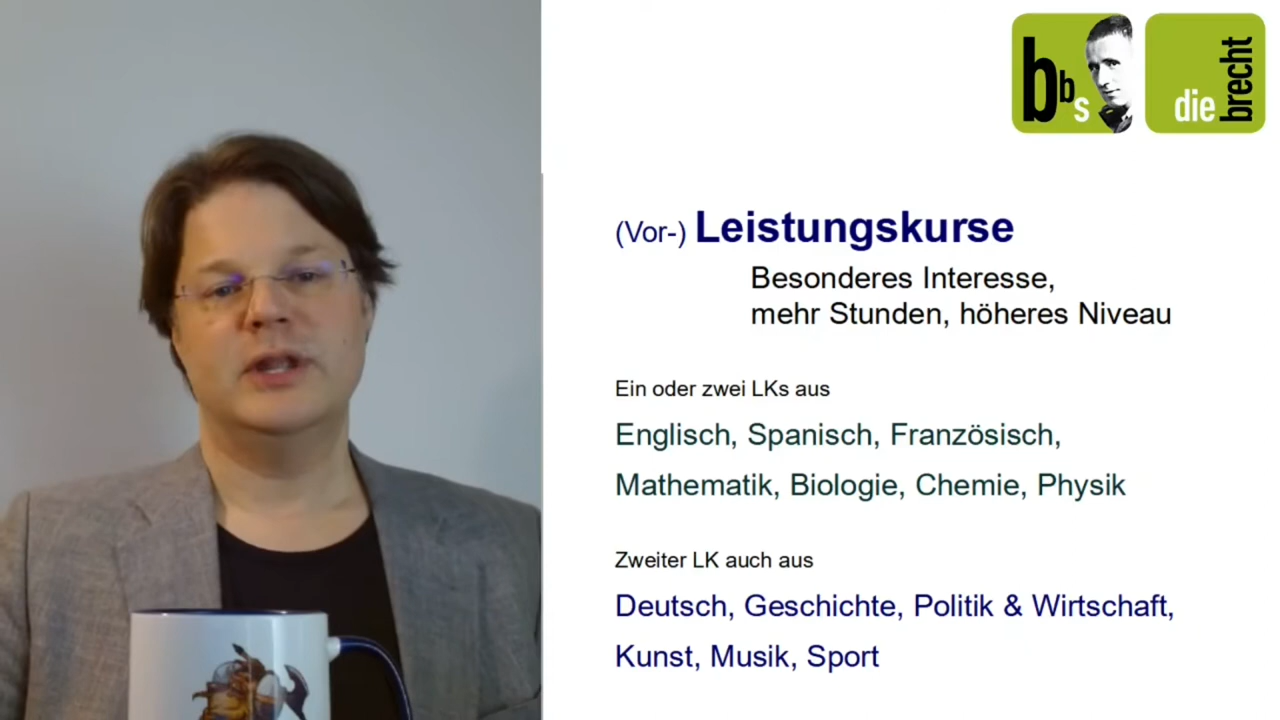 bbs
die brecht
(Vor-) Leistungskurse
Besonderes Interesse,
mehr Stunden, höheres Niveau
Ein oder zwei LKs aus
Englisch, Spanisch, Französisch,
Mathematik, Biologie, Chemie, Physik
Zweiter LK auch aus
Deutsch, Geschichte, Politik & Wirtschaft,
Kunst, Musik, Sport